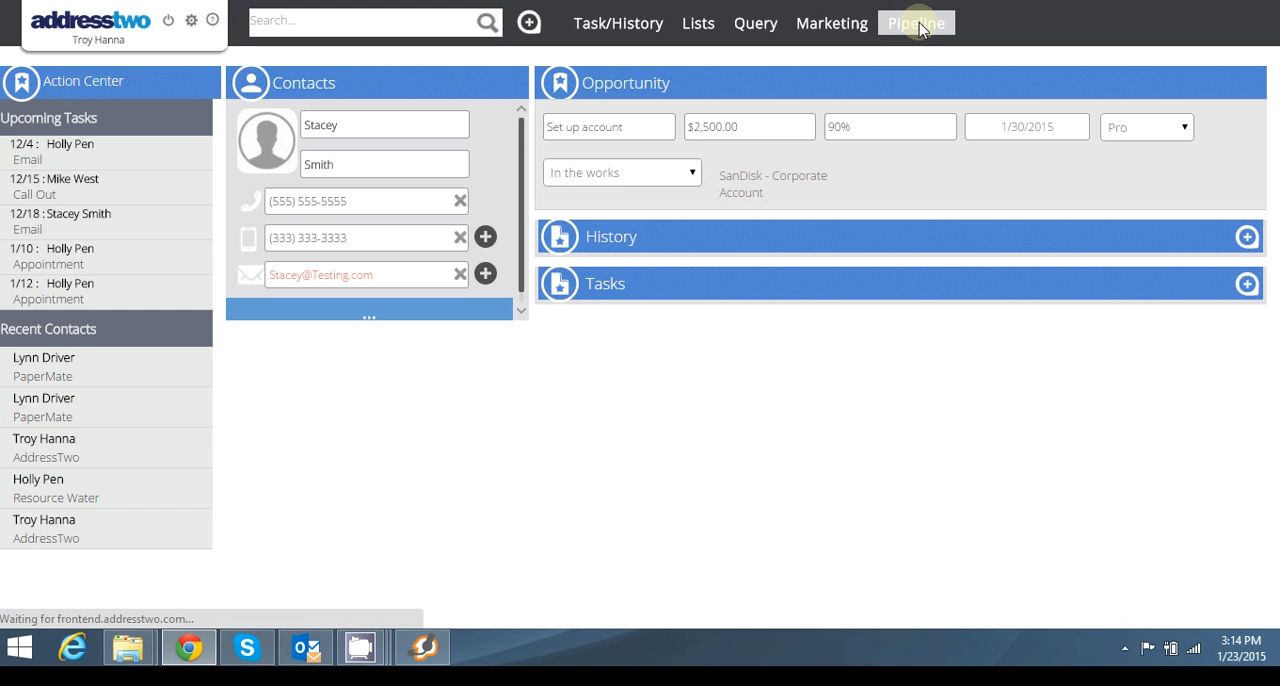 addresstwo
Troy Hanna
Search...
Task/History
Lists
Query
Marketing
Pipeline
Action Center
Upcoming Tasks
12/4 : Holly Pen
Email
12/15 : Mike West
Call Out
12/18 : Stacey Smith
Email
1/10 : Holly Pen
Appointment
1/12 : Holly Pen
Appointment
Recent Contacts
Lynn Driver
PaperMate
Lynn Driver
PaperMate
Troy Hanna
AddressTwo
Holly Pen
Resource Water
Troy Hanna
AddressTwo
Contacts
Stacey
Smith
(555) 555-5555
(333) 333-3333
Stacey@Testing.com
...
Opportunity
Set up account
$2,500.00
90%
1/30/2015
Pro
In the works
SanDisk - Corporate
Account
History
Tasks
Waiting for frontend.addresstwo.com...
3:14 PM
1/23/2015